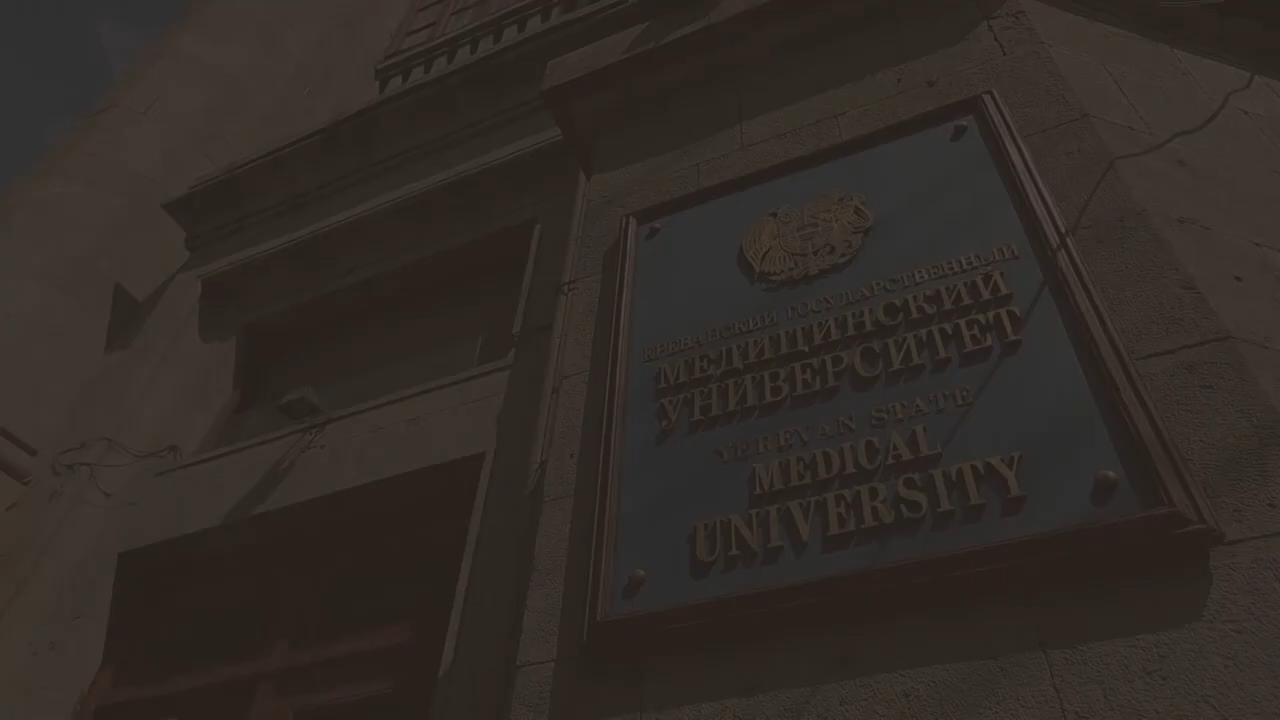 ЕРЕВАНСКИЙ ГОСУДАРСТВЕННЫЙ
МЕДИЦИНСКИЙ
УНИВЕРСИТЕТ
YEREVAN STATE
MEDICAL
UNIVERSITY